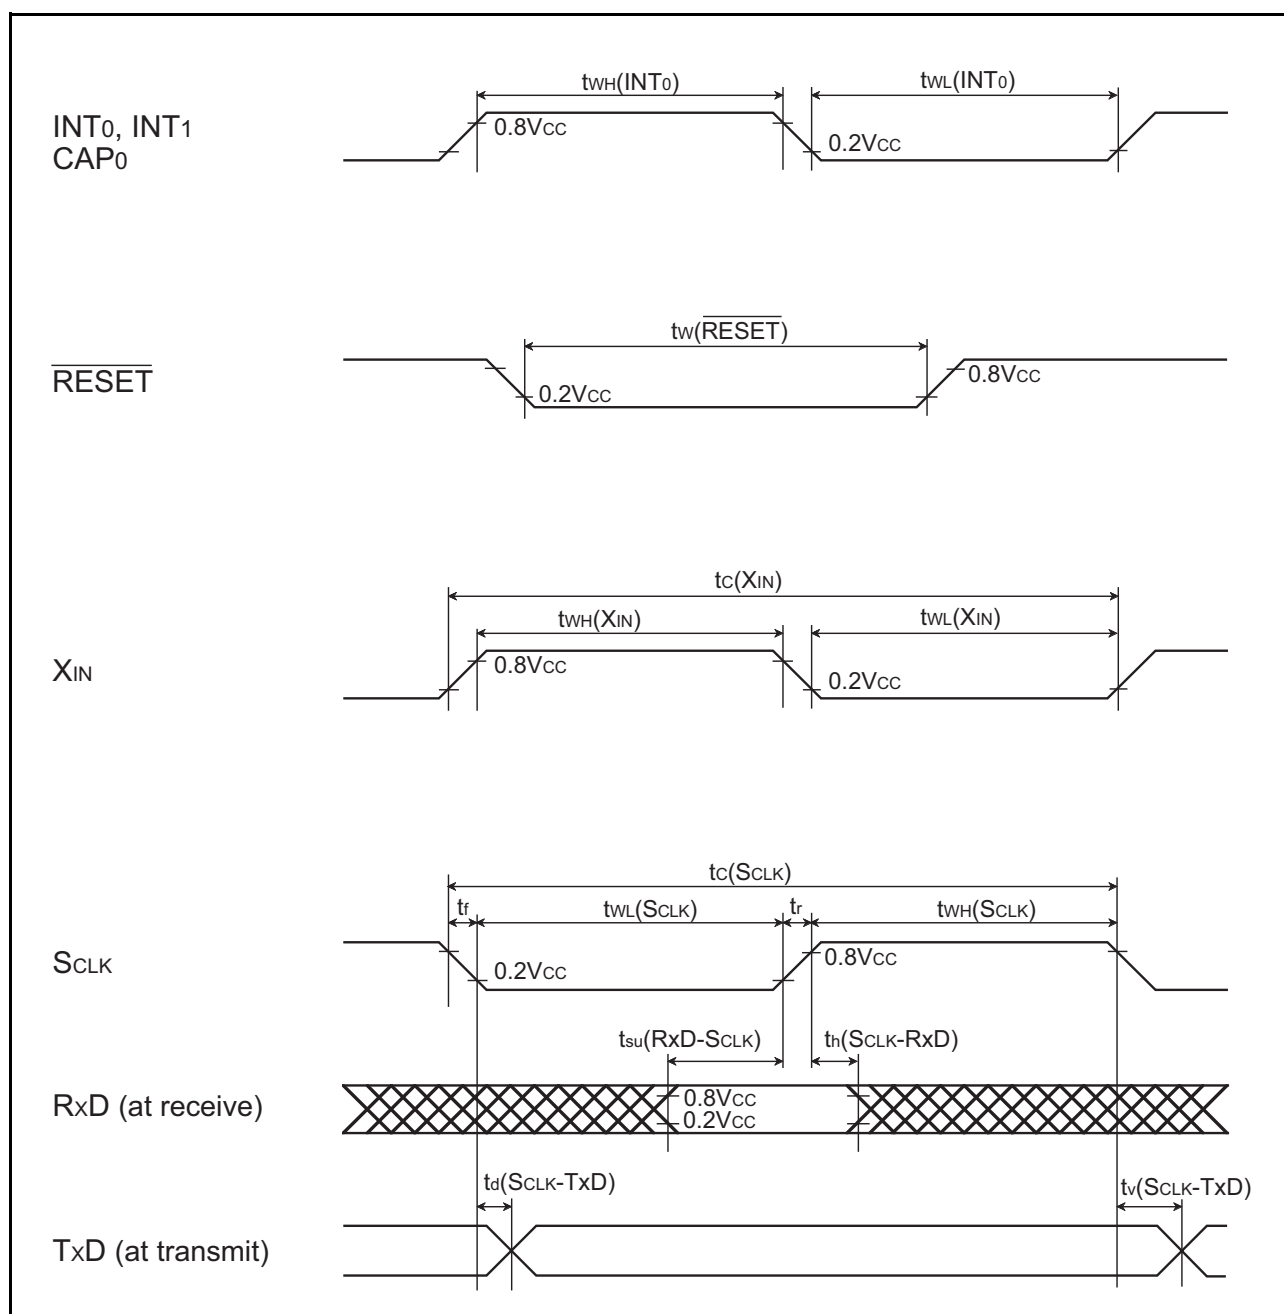 tWH(INT0)
tWL(INT0)
INT0, INT1
CAP0
0.8VCC
0.2VCC
tW(RESET)
RESET
0.2VCC
0.8VCC
tC(XIN)
tWH(XIN)
tWL(XIN)
XIN
0.8VCC
0.2VCC
tC(SCLK)
tf
tWL(SCLK)
tr
tWH(SCLK)
SCLK
0.2VCC
0.8VCC
tsu(RxD-SCLK)
th(SCLK-RxD)
RXD (at receive)
0.8VCC
0.2VCC
td(SCLK-TxD)
tv(SCLK-TxD)
TXD (at transmit)